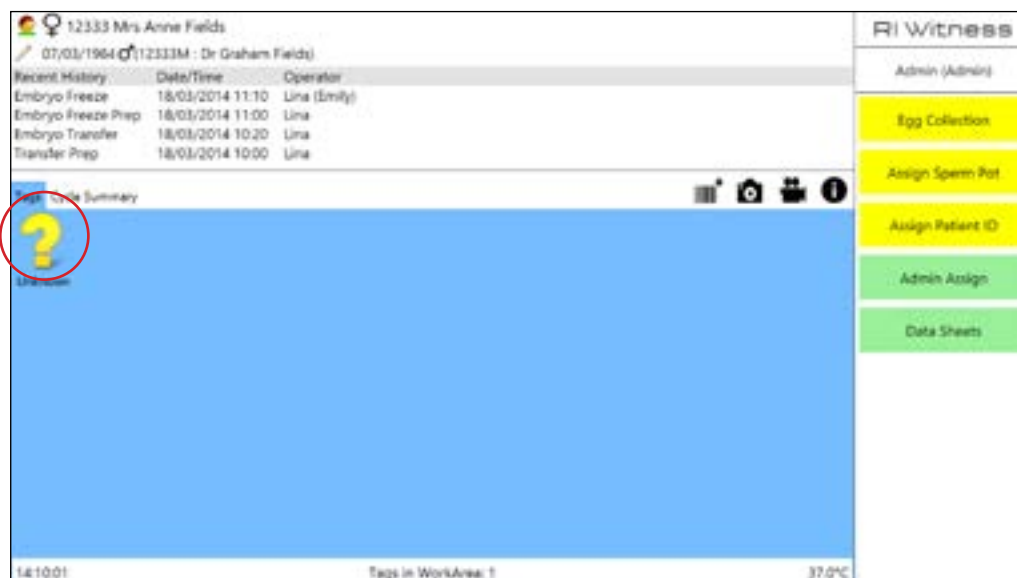 12333 Mrs Anne Fields
07/03/1964 (12333M : Dr Graham Fields)
Recent History Date/Time Operator
Embryo Freeze 18/03/2014 11:10 Lina (Emily)
Embryo Freeze Prep 18/03/2014 11:00 Lina
Embryo Transfer 18/03/2014 10:20 Lina
Transfer Prep 18/03/2014 10:00 Lina
Tags Cycle Summary
Unknown
14:10:01 Tags in WorkArea: 1 37.0°C
RI Witness
Admin (Admin)
Egg Collection
Assign Sperm Pot
Assign Patient ID
Admin Assign
Data Sheets